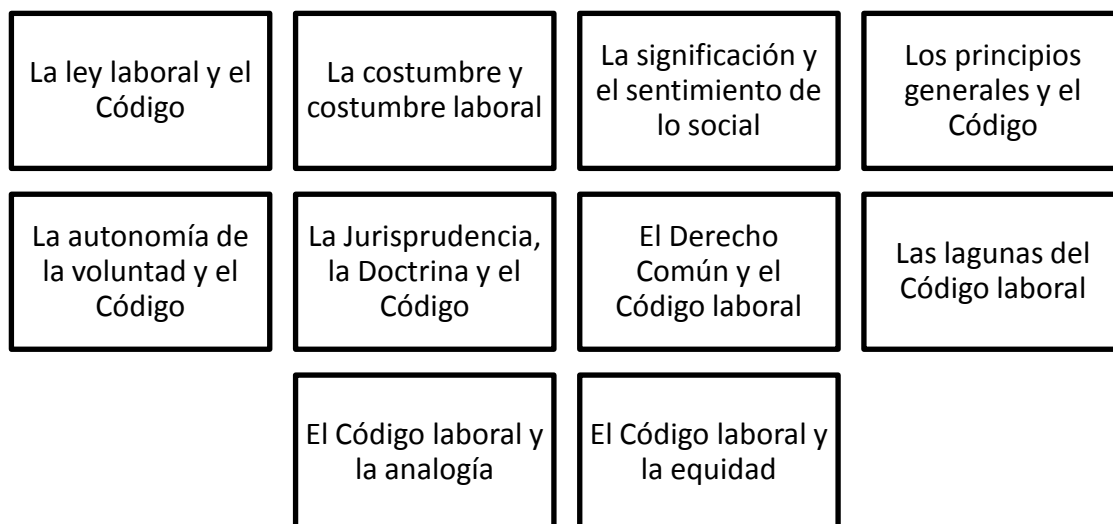 La ley laboral y el
Código
La costumbre y
costumbre laboral
La significación y
el sentimiento de
lo social
Los principios
generales y el
Código
La autonomía de
la voluntad y el
Código
La Jurisprudencia,
la Doctrina y el
Código
El Derecho
Común y el
Código laboral
Las lagunas del
Código laboral
El Código laboral y
la analogía
El Código laboral y
la equidad